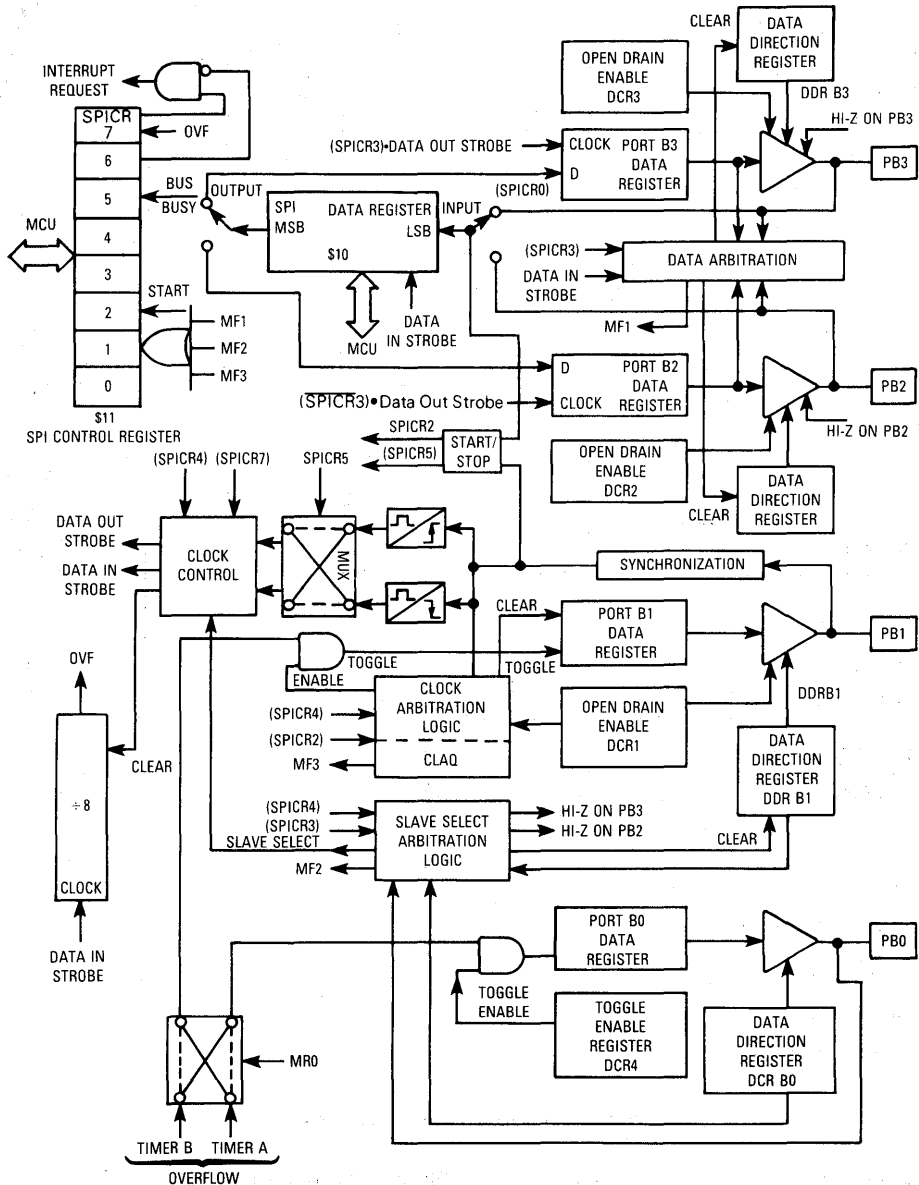 INTERRUPT
REQUEST
SPICR
7
6
5
4
3
2
1
0
OVF
BUS
BUSY
START
MF1
MF2
MF3
MCU
$11
SPI CONTROL REGISTER
OUTPUT
SPI
MSB
DATA REGISTER
LSB
$10
INPUT
(SPICR0)
MCU
DATA
IN STROBE
(SPICR3)•DATA OUT STROBE
OPEN DRAIN
ENABLE
DCR3
CLEAR
DATA
DIRECTION
REGISTER
DDR B3
HI-Z ON PB3
CLOCK
D
PORT B3
DATA
REGISTER
PB3
(SPICR3)
DATA IN
STROBE
DATA ARBITRATION
MF1
D
CLOCK
PORT B2
DATA
REGISTER
PB2
HI-Z ON PB2
(SPICR3)•Data Out Strobe
OPEN DRAIN
ENABLE
DCR2
CLEAR
DATA
DIRECTION
REGISTER
SPICR2
(SPICR5)
START/
STOP
(SPICR4)
(SPICR7)
SPICR5
DATA OUT
STROBE
DATA IN
STROBE
CLOCK
CONTROL
MUX
SYNCHRONIZATION
CLEAR
PORT B1
DATA
REGISTER
PB1
TOGGLE
TOGGLE
ENABLE
CLOCK
ARBITRATION
LOGIC
CLAQ
(SPICR4)
(SPICR2)
MF3
OPEN DRAIN
ENABLE
DCR1
DDRB1
DATA
DIRECTION
REGISTER
DDR B1
OVF
÷8
CLOCK
CLEAR
DATA IN
STROBE
(SPICR4)
(SPICR3)
SLAVE SELECT
MF2
SLAVE SELECT
ARBITRATION
LOGIC
HI-Z ON PB3
HI-Z ON PB2
CLEAR
PORT B0
DATA
REGISTER
PB0
TOGGLE
ENABLE
TOGGLE
ENABLE
REGISTER
DCR4
DATA
DIRECTION
REGISTER
DCR B0
MR0
TIMER B
TIMER A
OVERFLOW